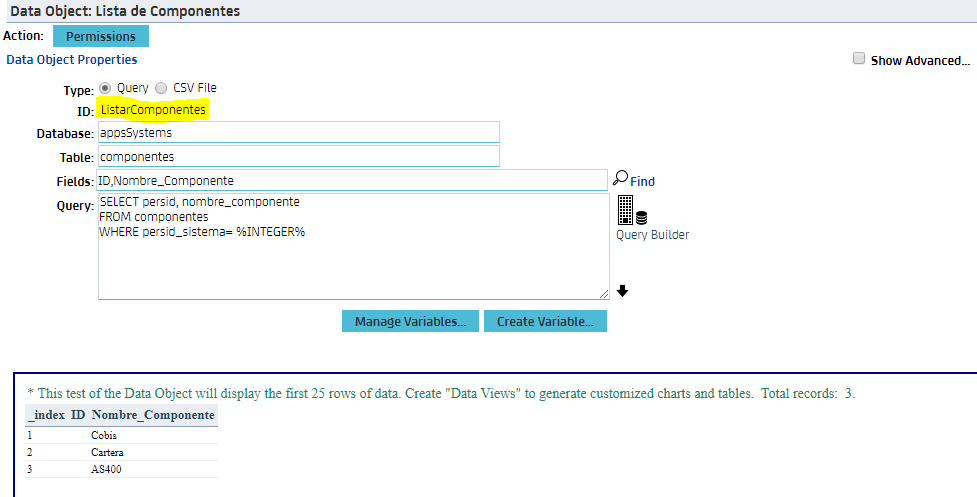 Data Object: Lista de Componentes
Action: Permissions
Data Object Properties
Show Advanced...
Type: Query CSV File
ID: ListarComponentes
Database: appsSystems
Table: componentes
Fields: ID,Nombre_Componente Find
Query: SELECT persid, nombre_componente
FROM componentes
WHERE persid_sistema= %INTEGER%
Query Builder
Manage Variables... Create Variable...
* This test of the Data Object will display the first 25 rows of data. Create "Data Views" to generate customized charts and tables. Total records: 3.
_index ID Nombre_Componente
1 Cobis
2 Cartera
3 AS400